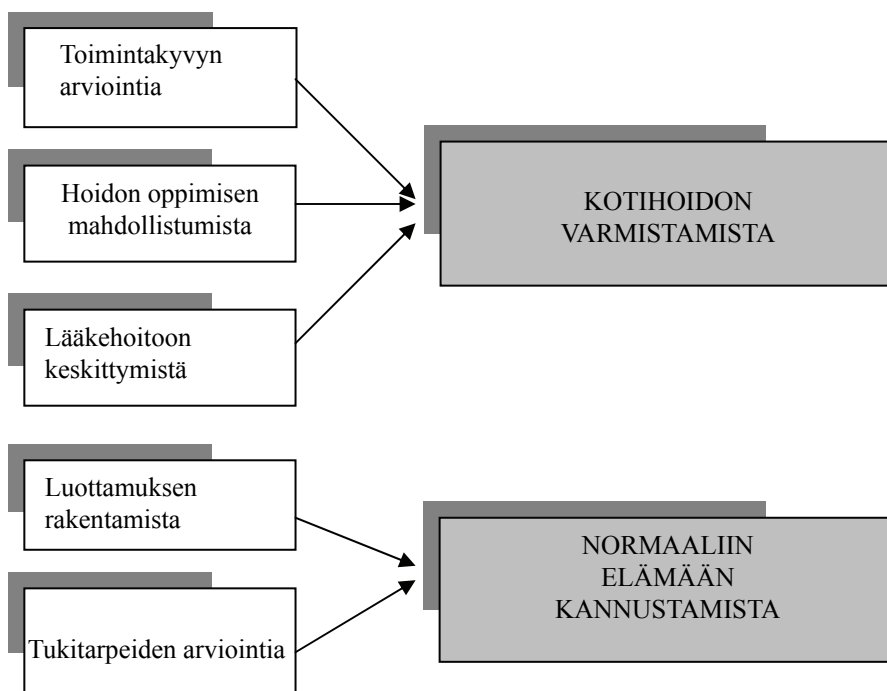 Toimintakyvyn
arviointia
Hoidon oppimisen
mahdollistumista
Lääkehoitoon
keskittymistä
KOTIHOIDON
VARMISTAMISTA
Luottamuksen
rakentamista
Tukitarpeiden arviointia
NORMAALIIN
ELÄMÄÄN
KANNUSTAMISTA